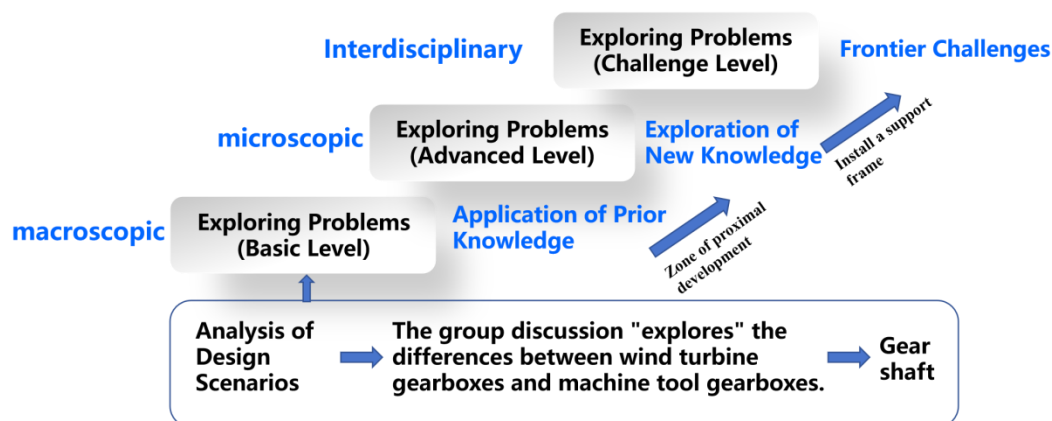 Interdisciplinary
Exploring Problems
(Challenge Level)
Frontier Challenges
microscopic
Exploring Problems
(Advanced Level)
Exploration of
New Knowledge
Install a support
frame
macroscopic
Exploring Problems
(Basic Level)
Application of Prior
Knowledge
Zone of proximal
development
Analysis of
Design
Scenarios
The group discussion "explores" the
differences between wind turbine
gearboxes and machine tool gearboxes.
Gear
shaft